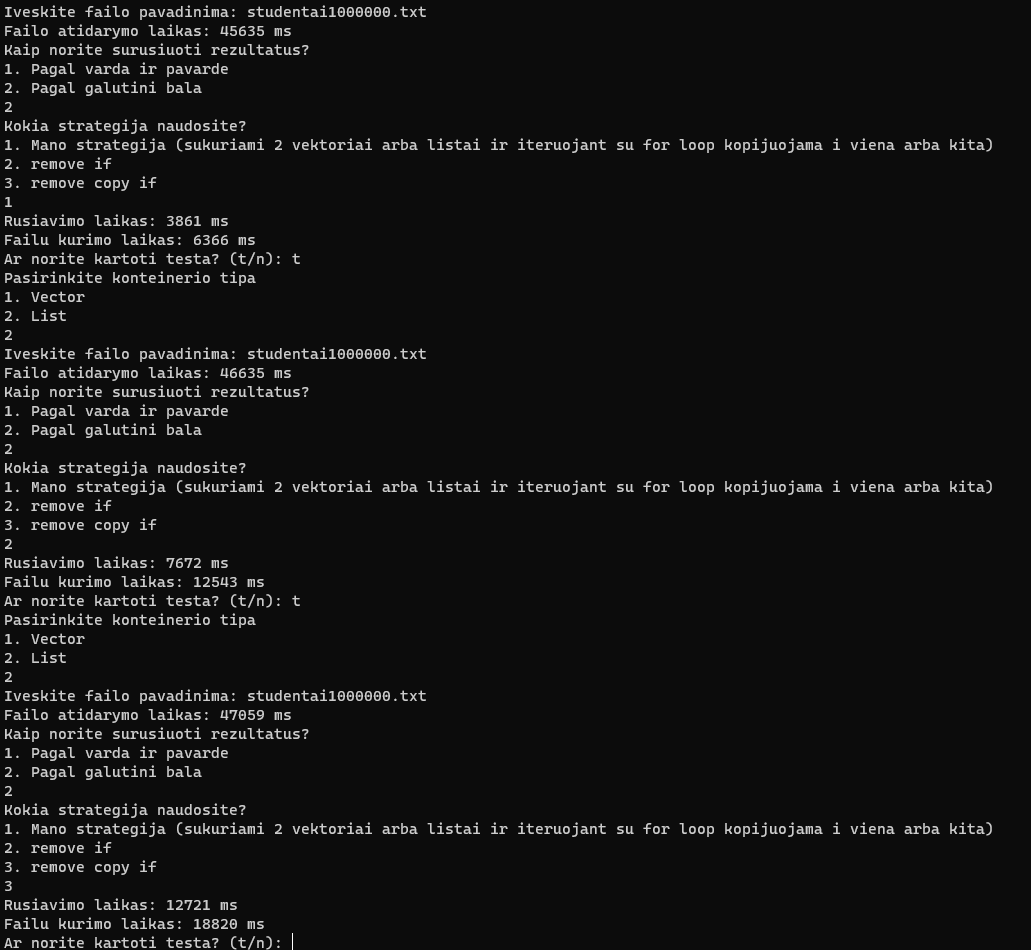 Iveskite failo pavadinima: studentai1000000.txt
Failo atidarymo laikas: 45635 ms
Kaip norite surusiuoti rezultatus?
1. Pagal varda ir pavarde
2. Pagal galutini bala
2
Kokia strategija naudosite?
1. Mano strategija (sukuriami 2 vektoriai arba listai ir iteruojant su for loop kopijuojama i viena arba kita)
2. remove if
3. remove copy if
1
Rusiavimo laikas: 3861 ms
Failu kurimo laikas: 6366 ms
Ar norite kartoti testa? (t/n): t
Pasirinkite konteinerio tipa
1. Vector
2. List
2
Iveskite failo pavadinima: studentai1000000.txt
Failo atidarymo laikas: 46635 ms
Kaip norite surusiuoti rezultatus?
1. Pagal varda ir pavarde
2. Pagal galutini bala
2
Kokia strategija naudosite?
1. Mano strategija (sukuriami 2 vektoriai arba listai ir iteruojant su for loop kopijuojama i viena arba kita)
2. remove if
3. remove copy if
2
Rusiavimo laikas: 7672 ms
Failu kurimo laikas: 12543 ms
Ar norite kartoti testa? (t/n): t
Pasirinkite konteinerio tipa
1. Vector
2. List
2
Iveskite failo pavadinima: studentai1000000.txt
Failo atidarymo laikas: 47059 ms
Kaip norite surusiuoti rezultatus?
1. Pagal varda ir pavarde
2. Pagal galutini bala
2
Kokia strategija naudosite?
1. Mano strategija (sukuriami 2 vektoriai arba listai ir iteruojant su for loop kopijuojama i viena arba kita)
2. remove if
3. remove copy if
3
Rusiavimo laikas: 12721 ms
Failu kurimo laikas: 18820 ms
Ar norite kartoti testa? (t/n):